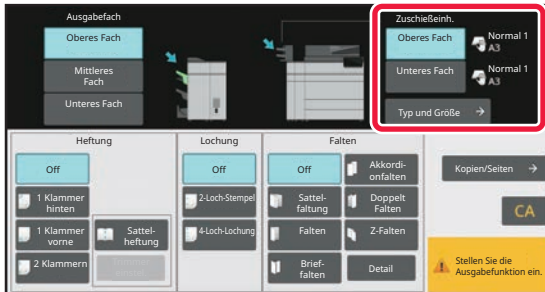 Ausgabefach
Oberes Fach
Mittleres
Fach
Unteres Fach
Zuschießeinh.
Oberes Fach
Normal 1
A3
Unteres Fach
Normal 1
A3
Typ und Größe
Heftung
Off
1 Klammer
hinten
1 Klammer
vorne
2 Klammern
Sattel-
heftung
Lochung
Off
2-Loch-Stempel
4-Loch-Lochung
Falten
Off
Akkordi-
onfalten
Sattel-
faltung
Doppelt
Falten
Falten
Z-Falten
Brief-
falten
Detail
Kopien/Seiten
CA
Stellen Sie die
Ausgabefunktion ein.